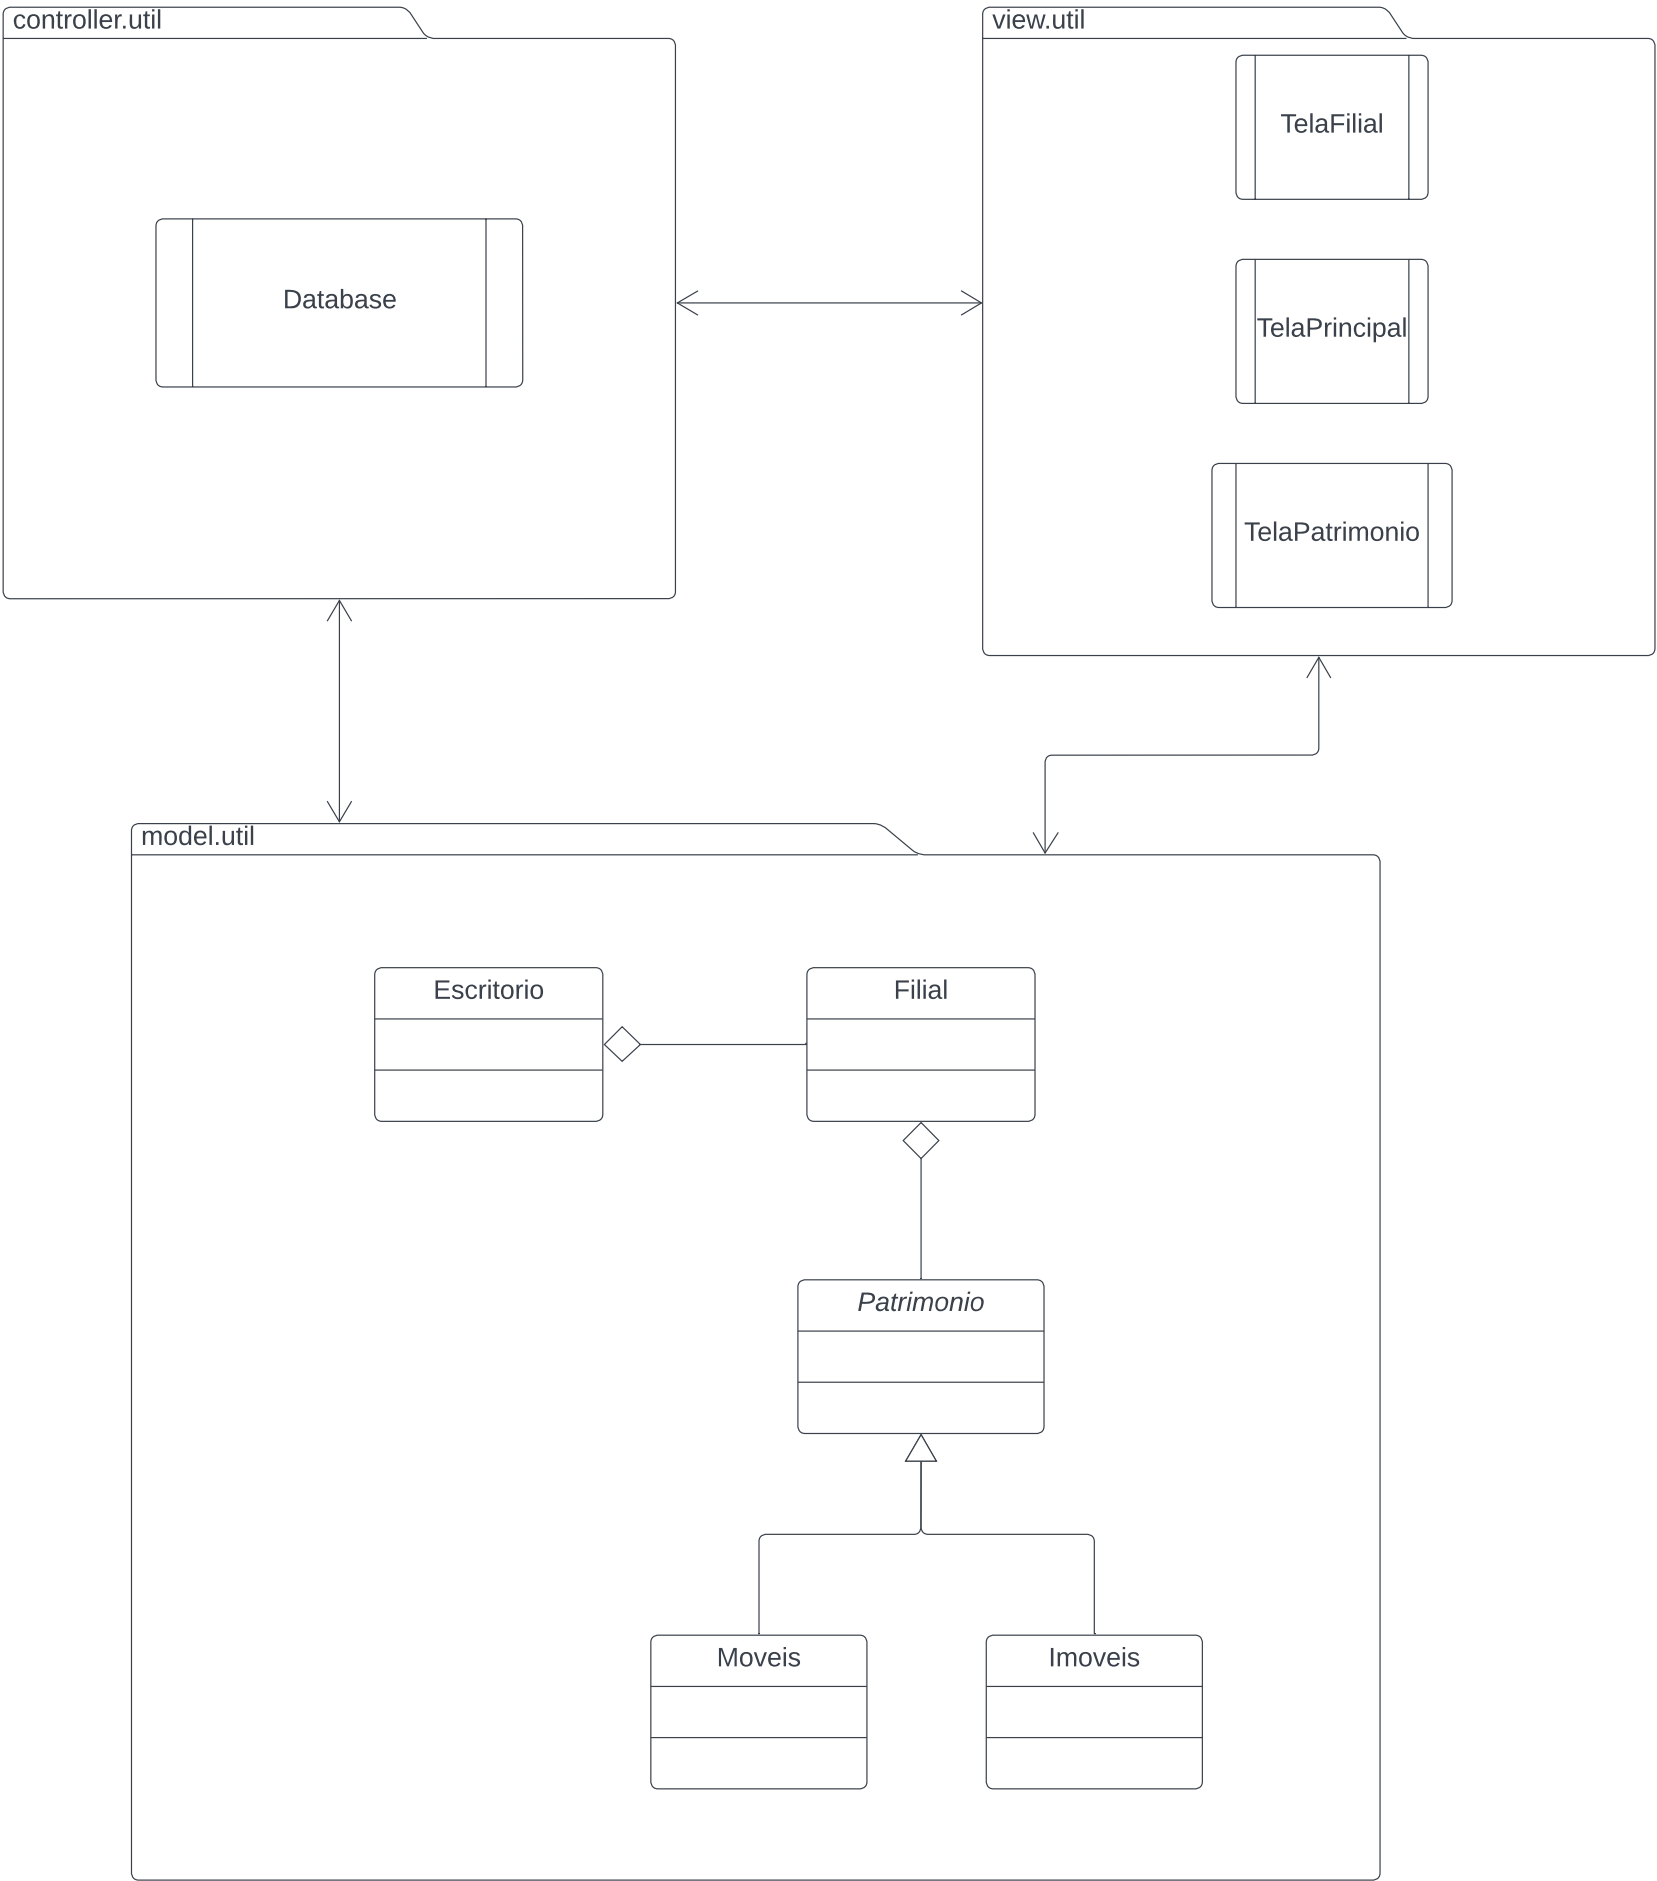 controller.util
Database
view.util
TelaFilial
TelaPrincipal
TelaPatrimonio
model.util
Escritorio
Filial
Patrimonio
Moveis
Imoveis